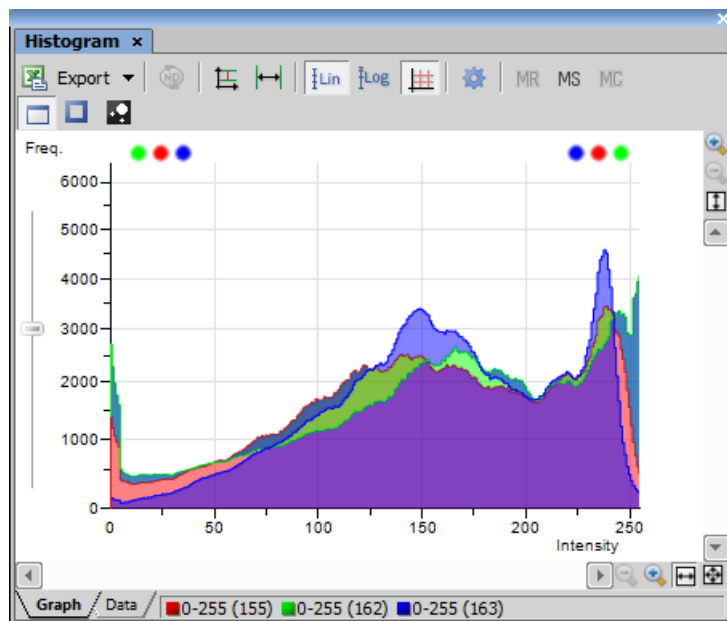 Histogram
Export ND Lin Log MR MS MC
Freq.
6000
5000
4000
3000
2000
1000
0
0 50 100 150 200 250
Intensity
Graph Data 0-255 (155) 0-255 (162) 0-255 (163)